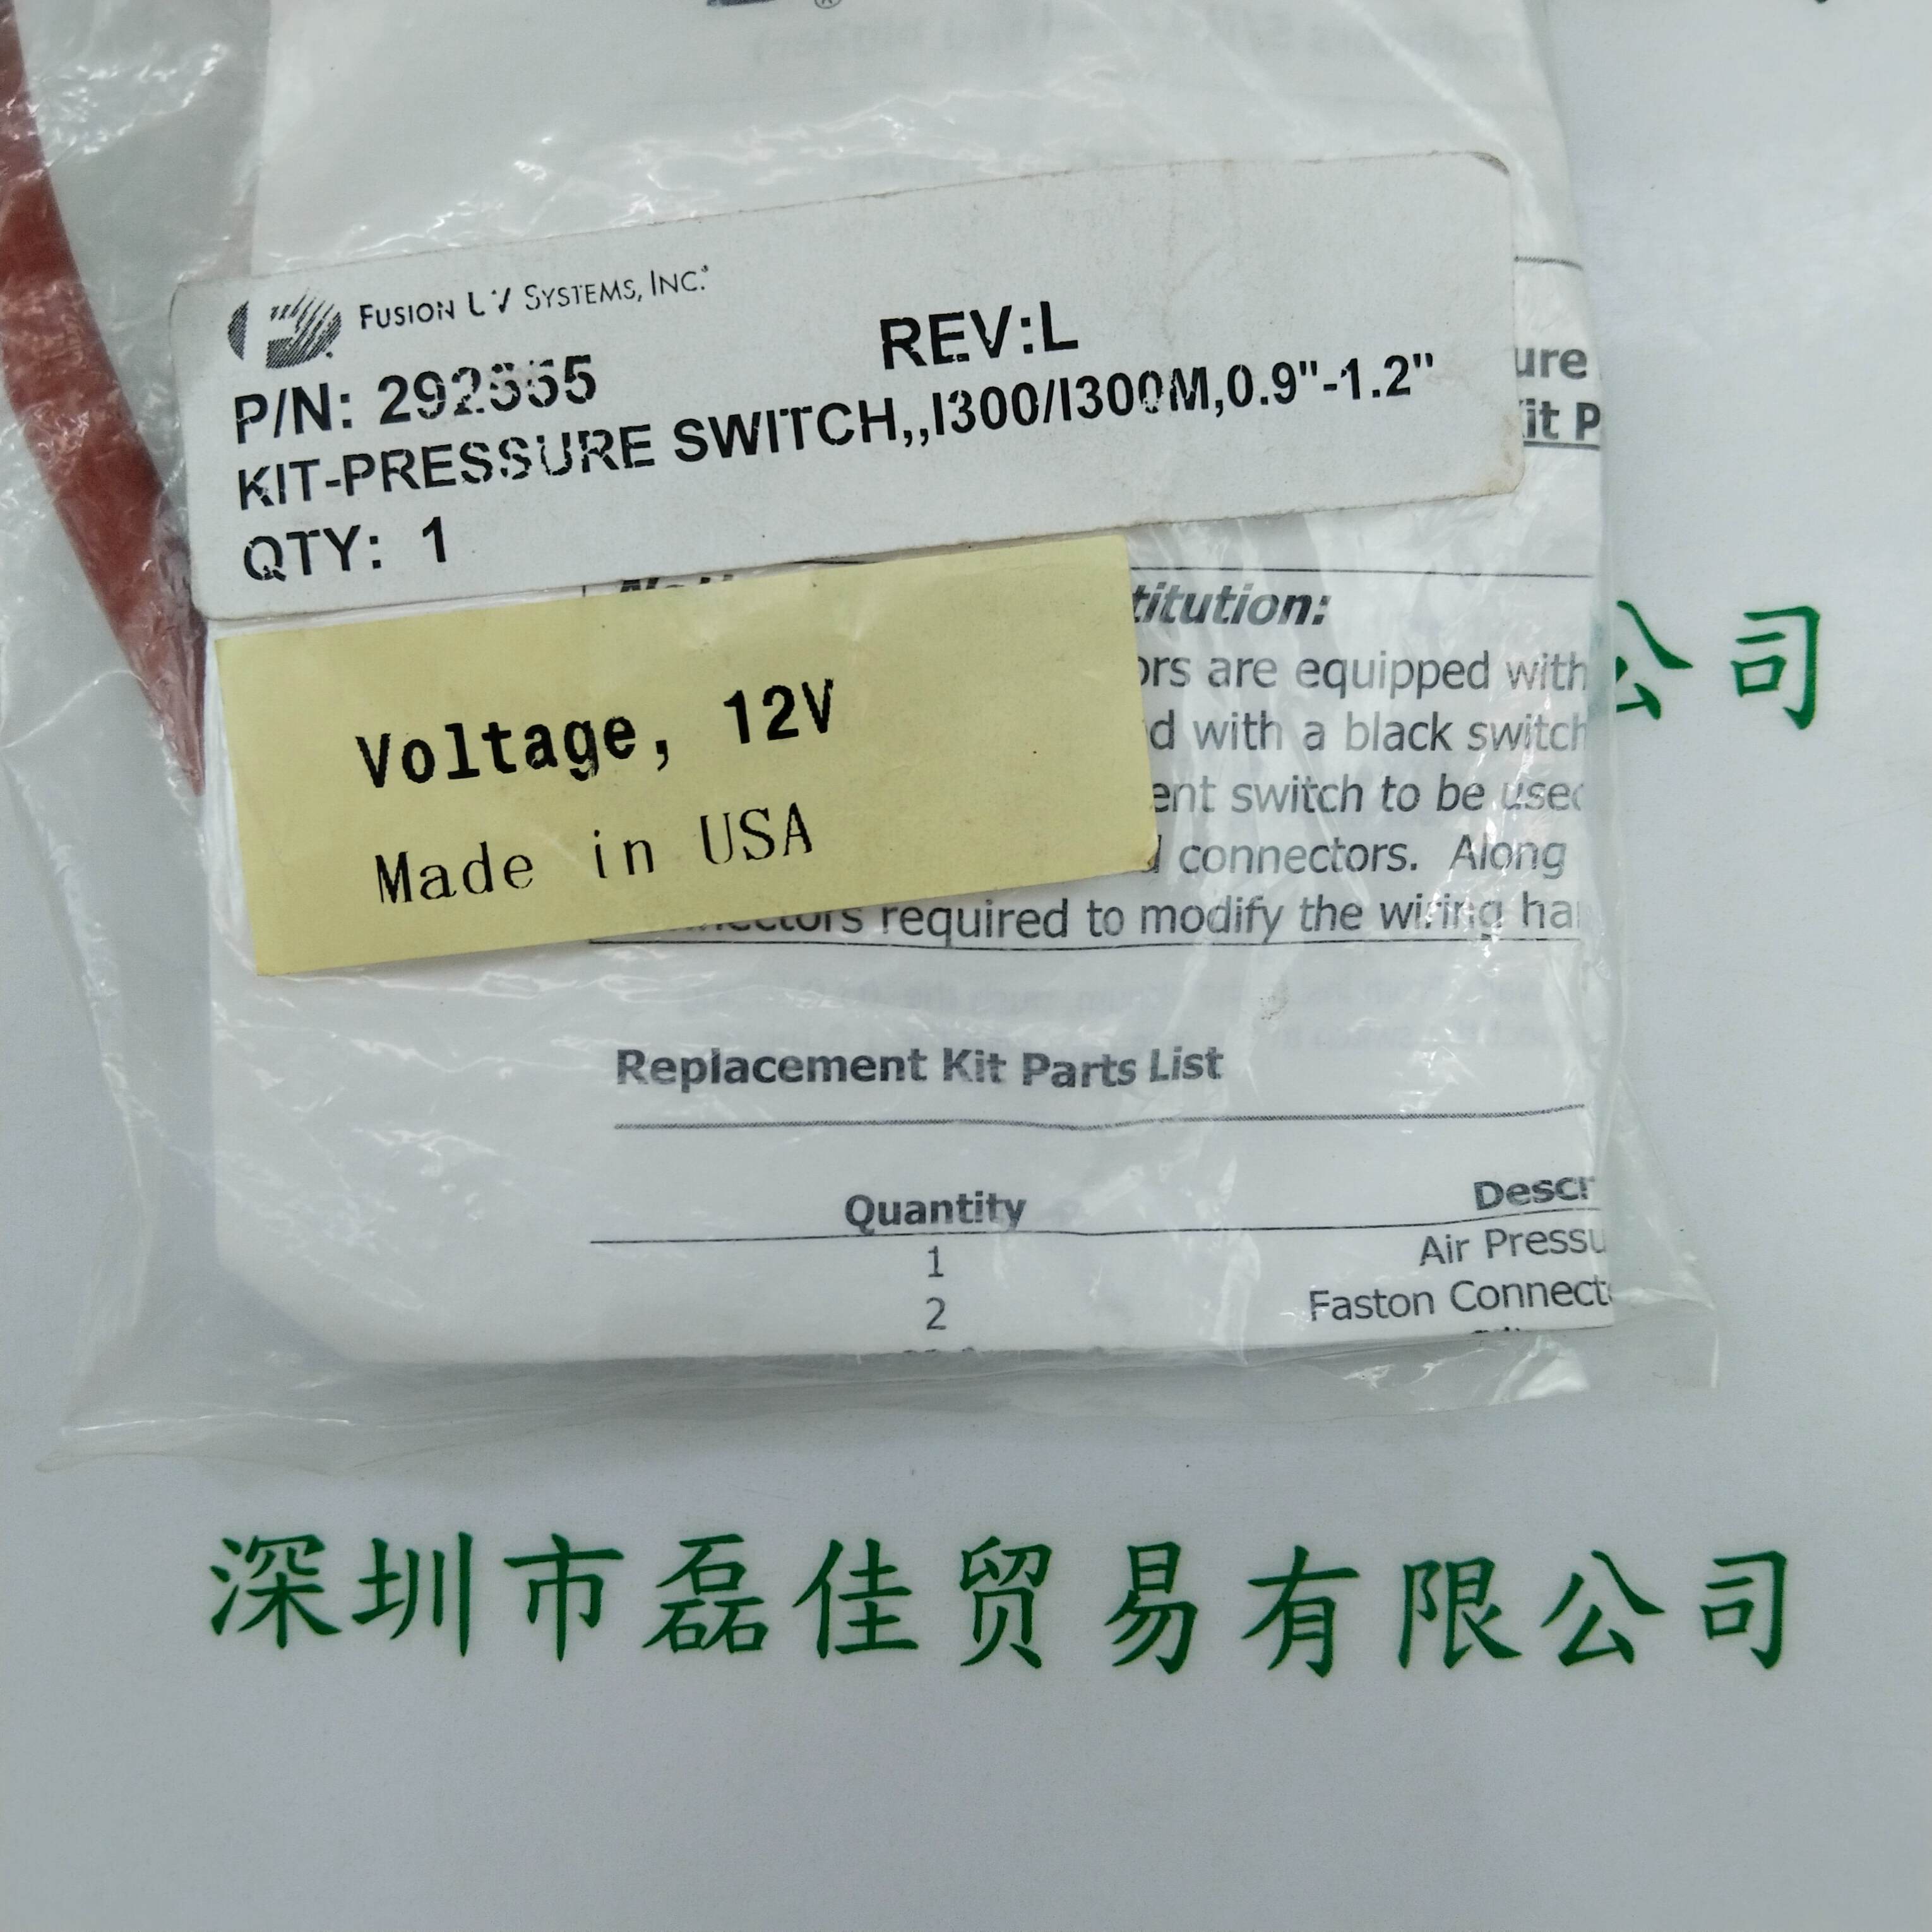 FUSION UV SYSTEMS, INC.
P/N: 292555 REV:L
KIT-PRESSURE SWITCH,,I300/I300M,0.9"-1.2"
QTY: 1
Voltage, 12V
Made in USA
ure
it P
titution:
ors are equipped with
d with a black switch
ent switch to be used
connectors. Along
required to modify the wiring ha
Replacement Kit Parts List
Quantity Descr
1 Air Pressu
2 Faston Connect
公司
深圳市磊佳贸易有限公司